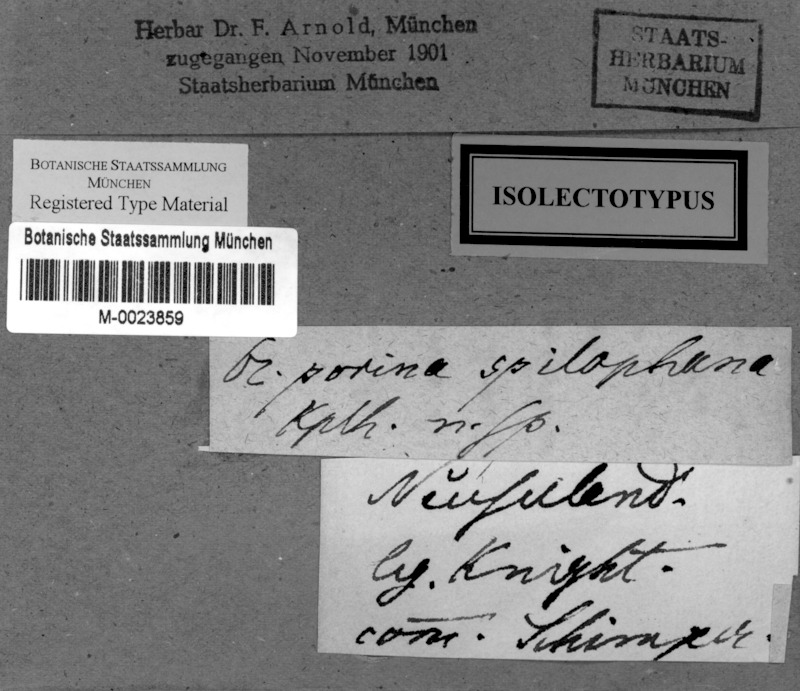 Herbar Dr. F. Arnold, München
zugegangen November 1901
Staatsherbarium München
STAATS-
HERBARIUM
MÜNCHEN
BOTANISCHE STAATSSAMMLUNG
MÜNCHEN
Registered Type Material
ISOLECTOTYPUS
Botanische Staatssammlung München
M-0023859
porina spilophana
Kplh. n. sp.
Neuseeland.
lg. Knight.
com. Schimper.